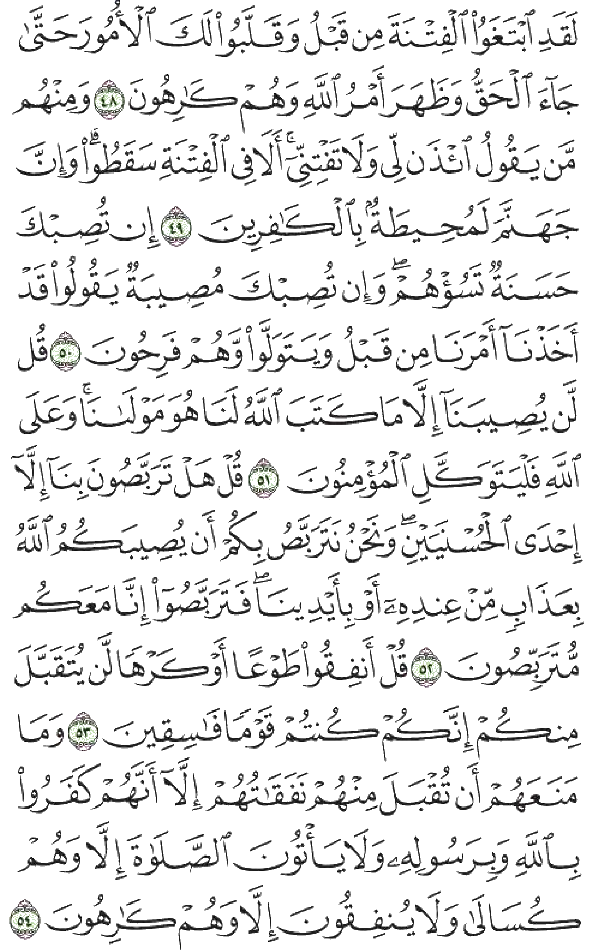 لَقَدِ ٱبْتَغَوُا۟ ٱلْفِتْنَةَ مِن قَبْلُ وَقَلَّبُوا۟ لَكَ ٱلْأُمُورَ حَتَّىٰ
جَآءَ ٱلْحَقُّ وَظَهَرَ أَمْرُ ٱللَّهِ وَهُمْ كَـٰرِهُونَ ٤٨ وَمِنْهُم
مَّن يَقُولُ ٱئْذَن لِّى وَلَا تَفْتِنِّىٓ ۚ أَلَا فِى ٱلْفِتْنَةِ سَقَطُوا۟ ۗ وَإِنَّ
جَهَنَّمَ لَمُحِيطَةٌۢ بِٱلْكَـٰفِرِينَ ٤٩ إِن تُصِبْكَ
حَسَنَةٌ تَسُؤْهُمْ ۖ وَإِن تُصِبْكَ مُصِيبَةٌ يَقُولُوا۟ قَدْ
أَخَذْنَآ أَمْرَنَا مِن قَبْلُ وَيَتَوَلَّوا۟ وَّهُمْ فَرِحُونَ ٥٠ قُل
لَّن يُصِيبَنَآ إِلَّا مَا كَتَبَ ٱللَّهُ لَنَا هُوَ مَوْلَىٰنَا ۚ وَعَلَى
ٱللَّهِ فَلْيَتَوَكَّلِ ٱلْمُؤْمِنُونَ ٥١ قُلْ هَلْ تَرَبَّصُونَ بِنَآ إِلَّآ
إِحْدَى ٱلْحُسْنَيَيْنِ ۖ وَنَحْنُ نَتَرَبَّصُ بِكُمْ أَن يُصِيبَكُمُ ٱللَّهُ
بِعَذَابٍ مِّنْ عِندِهِۦٓ أَوْ بِأَيْدِينَا ۖ فَتَرَبَّصُوٓا۟ إِنَّا مَعَكُم
مُّتَرَبِّصُونَ ٥٢ قُلْ أَنفِقُوا۟ طَوْعًا أَوْ كَرْهًا لَّن يُتَقَبَّلَ
مِنكُمْ ۖ إِنَّكُمْ كُنتُمْ قَوْمًا فَـٰسِقِينَ ٥٣ وَمَا
مَنَعَهُمْ أَن تُقْبَلَ مِنْهُمْ نَفَقَـٰتُهُمْ إِلَّآ أَنَّهُمْ كَفَرُوا۟
بِٱللَّهِ وَبِرَسُولِهِۦ وَلَا يَأْتُونَ ٱلصَّلَوٰةَ إِلَّا وَهُمْ
كُسَالَىٰ وَلَا يُنفِقُونَ إِلَّا وَهُمْ كَـٰرِهُونَ ٥٤